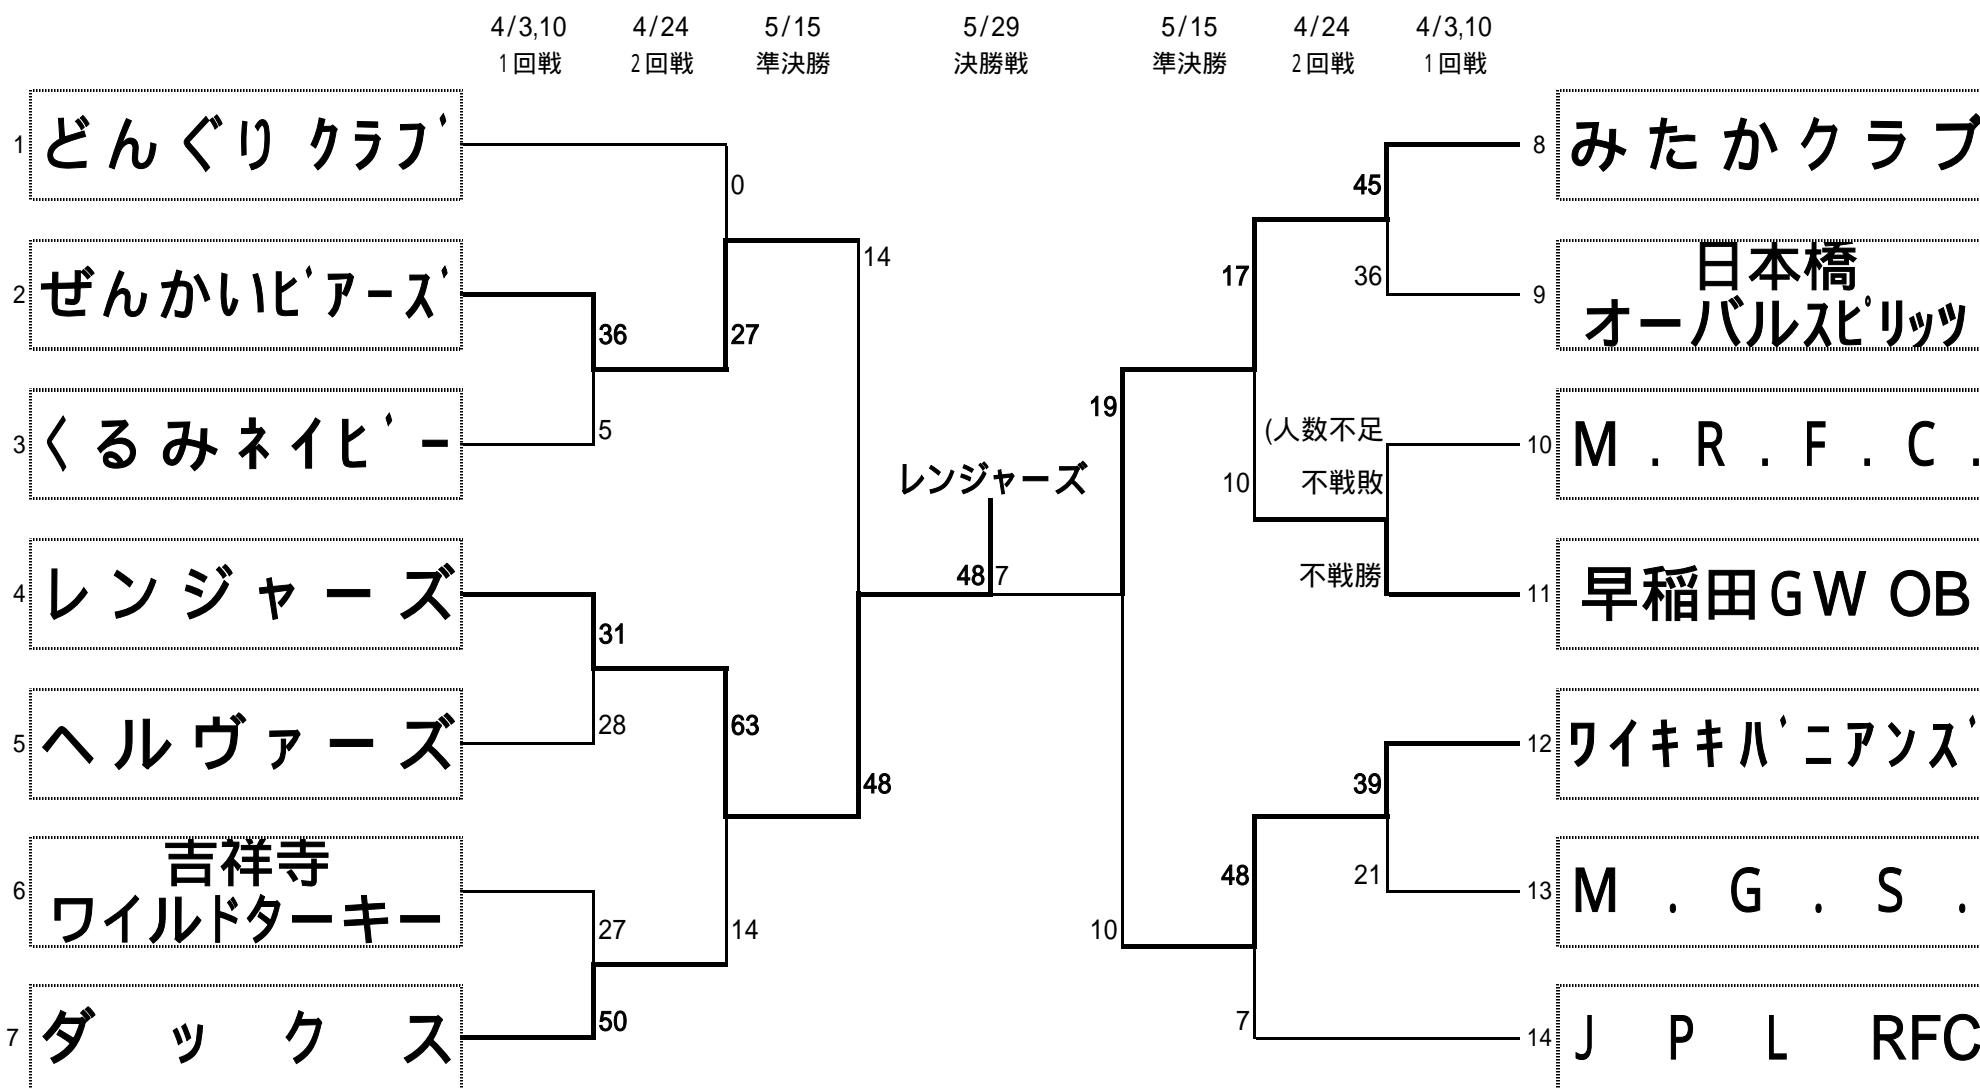 4/3,10 4/24 5/15 5/29 5/15 4/24 4/3,10
1回戦 2回戦 準決勝 決勝戦 準決勝 2回戦 1回戦
1 どんぐり ｸﾗﾌﾞ
0
2 ぜんかいﾋﾞｱｰｽﾞ
36
27
14
3 くるみﾈｲﾋﾞｰ
5
4 レンジャーズ
31
5 ヘルヴァーズ
28
63
48
6 吉祥寺
ワイルドターキー
27
14
7 ダックス
50
レンジャーズ
48 7
8 みたかクラブ
45
17
36
9 日本橋
オーバルｽﾋﾟﾘｯﾂ
19
(人数不足
10 M.R.F.C.
10 不戦敗
不戦勝
11 早稲田GW OB
12 ﾜｲｷｷﾊﾞﾆｱﾝｽﾞ
39
48
21
13 M.G.S.
10
7
14 JPL RFC